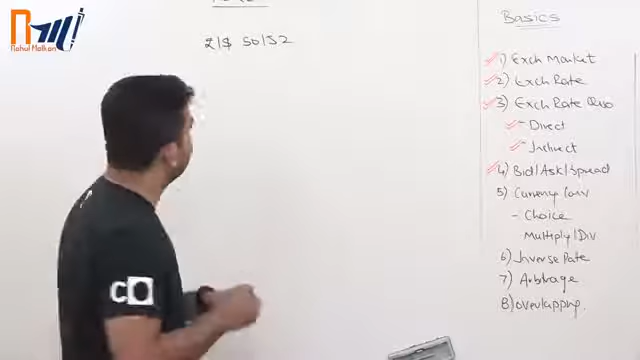 Rahul Malkan
₹/$ 50/52
Basics
1) Exch Market
2) Exch Rate
3) Exch Rate Quo
- Direct
- Indirect
4) Bid/Ask/Spread
5) Currency Conv
- Choice
Multiply/Div
6) Inverse Rate
7) Arbitrage
8) Overlapping.